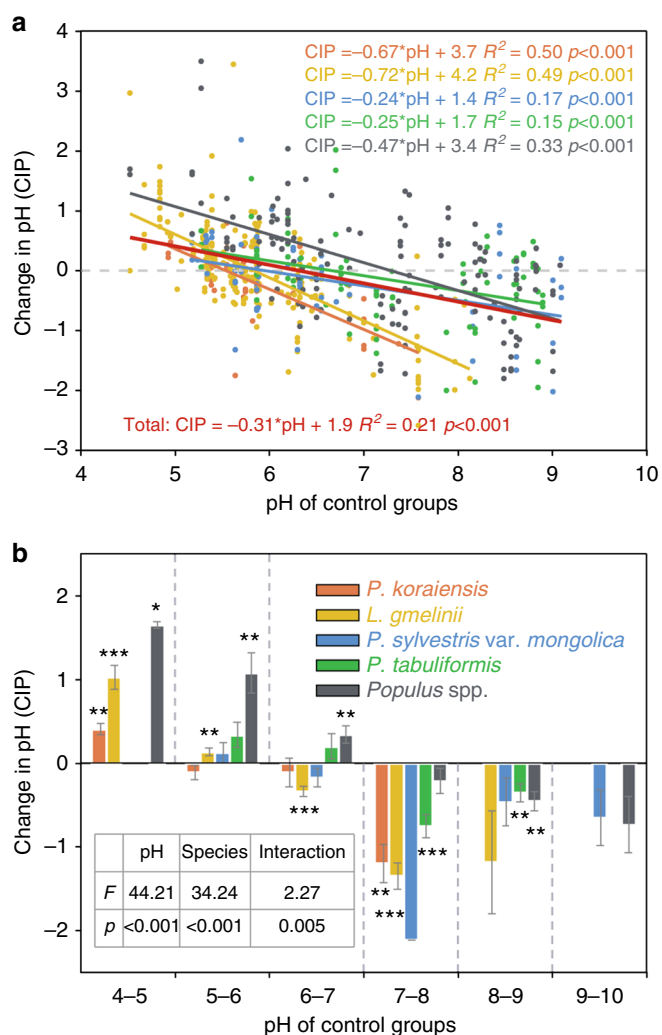 a
4
3
2
1
0
−1
−2
−3
Change in pH (CIP)
CIP =−0.67*pH + 3.7 R² = 0.50 p<0.001
CIP =−0.72*pH + 4.2 R² = 0.49 p<0.001
CIP =−0.24*pH + 1.4 R² = 0.17 p<0.001
CIP =−0.25*pH + 1.7 R² = 0.15 p<0.001
CIP =−0.47*pH + 3.4 R² = 0.33 p<0.001
Total: CIP = −0.31*pH + 1.9 R² = 0.21 p<0.001
4 5 6 7 8 9 10
pH of control groups
b
2
1
0
−1
−2
Change in pH (CIP)
P. koraiensis
L. gmelinii
P. sylvestris var. mongolica
P. tabuliformis
Populus spp.
** *** *
** **
*** **
** *** ***
** **
pH Species Interaction
F 44.21 34.24 2.27
p <0.001 <0.001 0.005
4–5 5–6 6–7 7–8 8–9 9–10
pH of control groups